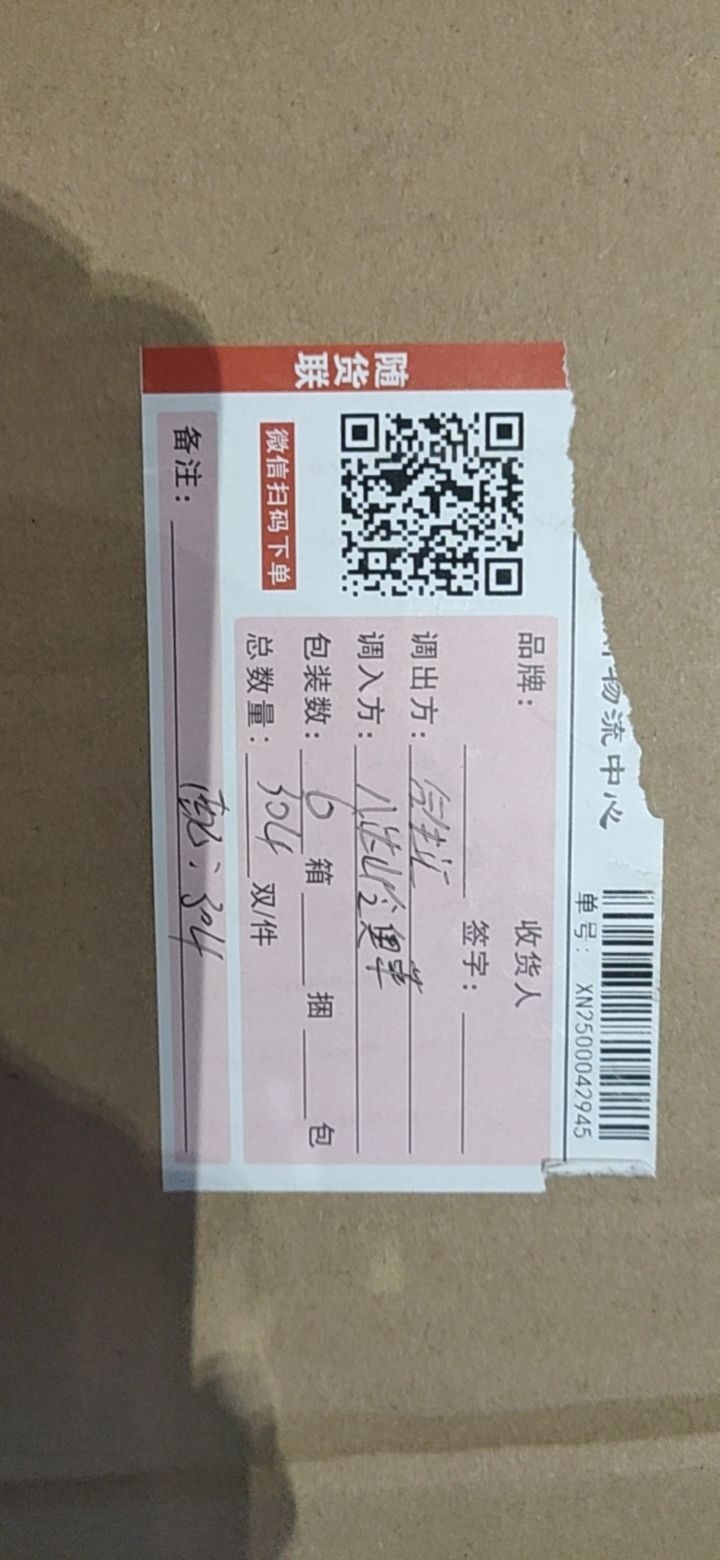 物流中心
单号： XN2500042945
随货联
微信扫码下单
品牌：
收货人
签字：
调出方：
调入方：
包装数： 6 箱 捆 包
总数量： 304 双/件
备注： 304